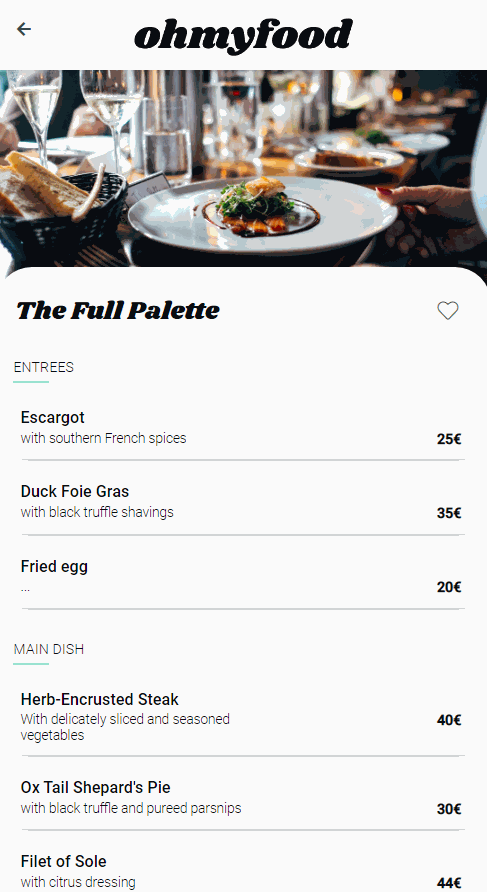 ohmyfood
The Full Palette
ENTREES
Escargot
with southern French spices
25€
Duck Foie Gras
with black truffle shavings
35€
Fried egg
...
20€
MAIN DISH
Herb-Encrusted Steak
With delicately sliced and seasoned
vegetables
40€
Ox Tail Shepard's Pie
with black truffle and pureed parsnips
30€
Filet of Sole
with citrus dressing
44€